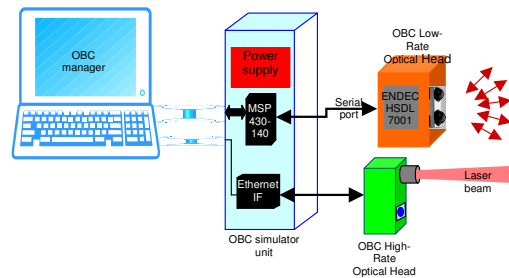 OBC
manager
Power
supply
MSP
430-
140
Ethernet
IF
OBC simulator
unit
Serial
port
OBC Low-
Rate
Optical Head
ENDEC
HSDL
7001
Laser
beam
OBC High-
Rate
Optical Head